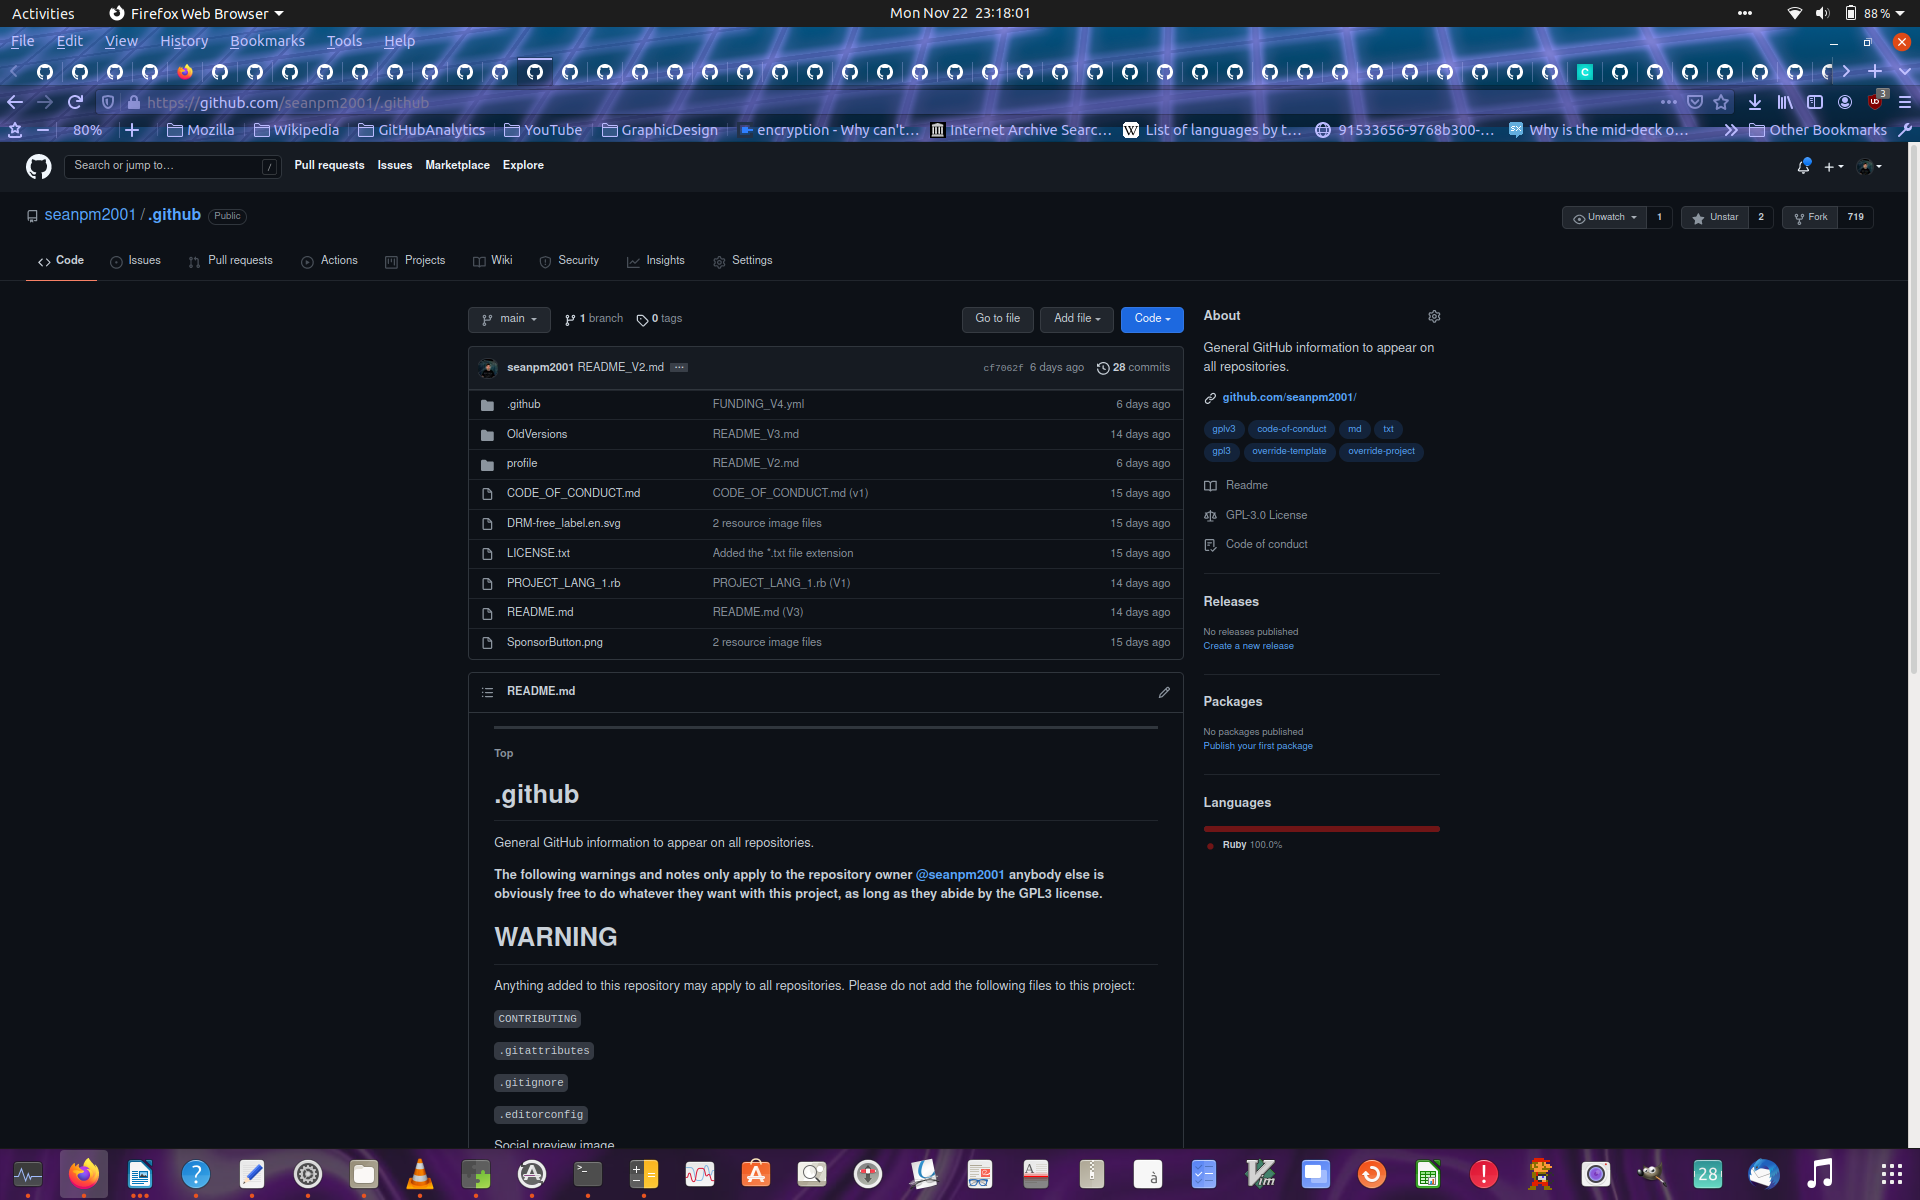 Activities Firefox Web Browser Mon Nov 22 23:18:01 88 %
File Edit View History Bookmarks Tools Help
https://github.com/seanpm2001/.github 3
80% Mozilla Wikipedia GitHubAnalytics YouTube GraphicDesign encryption - Why can't… Internet Archive Searc… List of languages by t… 91533656-9768b300-… Why is the mid-deck o… Other Bookmarks
Search or jump to… / Pull requests Issues Marketplace Explore
seanpm2001 / .github Public Unwatch 1 Unstar 2 Fork 719
Code Issues Pull requests Actions Projects Wiki Security Insights Settings
main 1 branch 0 tags Go to file Add file Code
seanpm2001 README_V2.md ... cf7062f 6 days ago 28 commits
.github FUNDING_V4.yml 6 days ago
OldVersions README_V3.md 14 days ago
profile README_V2.md 6 days ago
CODE_OF_CONDUCT.md CODE_OF_CONDUCT.md (v1) 15 days ago
DRM-free_label.en.svg 2 resource image files 15 days ago
LICENSE.txt Added the *.txt file extension 15 days ago
PROJECT_LANG_1.rb PROJECT_LANG_1.rb (V1) 14 days ago
README.md README.md (V3) 14 days ago
SponsorButton.png 2 resource image files 15 days ago
README.md
Top
.github
General GitHub information to appear on all repositories.
The following warnings and notes only apply to the repository owner @seanpm2001 anybody else is
obviously free to do whatever they want with this project, as long as they abide by the GPL3 license.
WARNING
Anything added to this repository may apply to all repositories. Please do not add the following files to this project:
CONTRIBUTING
.gitattributes
.gitignore
.editorconfig
Social preview image
About
General GitHub information to appear on
all repositories.
github.com/seanpm2001/
gplv3 code-of-conduct md txt
gpl3 override-template override-project
Readme
GPL-3.0 License
Code of conduct
Releases
No releases published
Create a new release
Packages
No packages published
Publish your first package
Languages
Ruby 100.0%
28